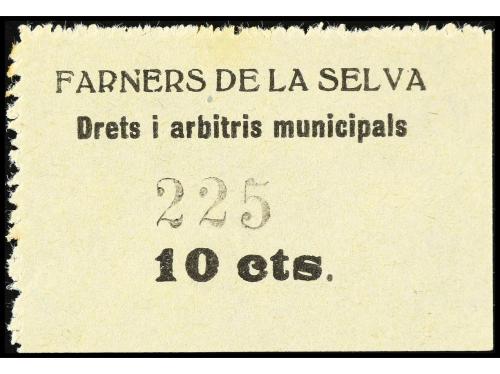 FARNERS DE LA SELVA
Drets i arbitris municipals
225
10 cts.